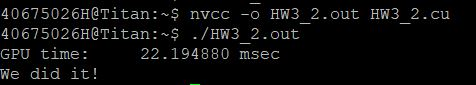 40675026H@Titan:~$ nvcc -o HW3_2.out HW3_2.cu
40675026H@Titan:~$ ./HW3_2.out
GPU time:     22.194880 msec
We did it!